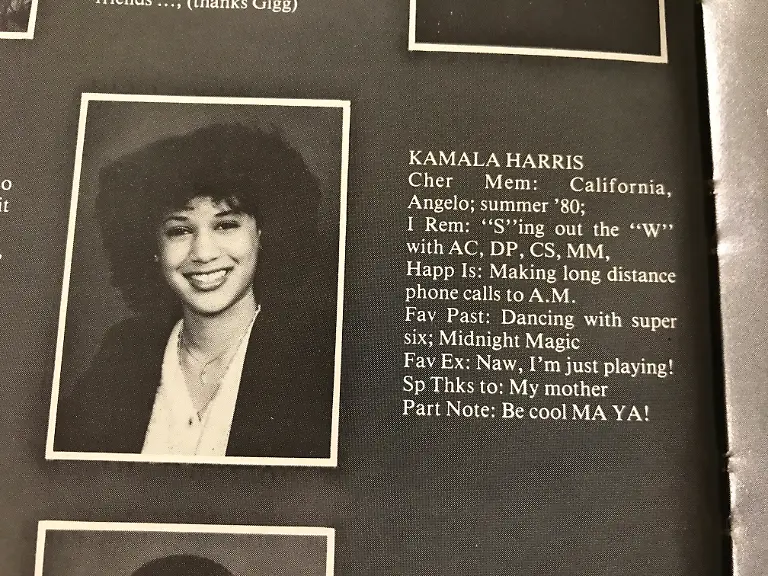 friends ..., (thanks Gigg)
o
it
KAMALA HARRIS
Cher Mem: California,
Angelo; summer '80;
I Rem: "S"ing out the "W"
with AC, DP, CS, MM,
Happ Is: Making long distance
phone calls to A.M.
Fav Past: Dancing with super
six; Midnight Magic
Fav Ex: Naw, I'm just playing!
Sp Thks to: My mother
Part Note: Be cool MA YA!